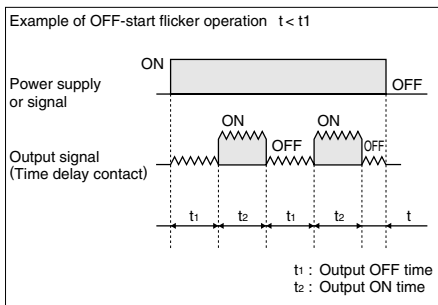 Example of OFF-start flicker operation t < t1
ON
Power supply
or signal
OFF
ON
OFF
ON
OFF
Output signal
(Time delay contact)
t1 t2 t1 t2 t
t1 : Output OFF time
t2 : Output ON time